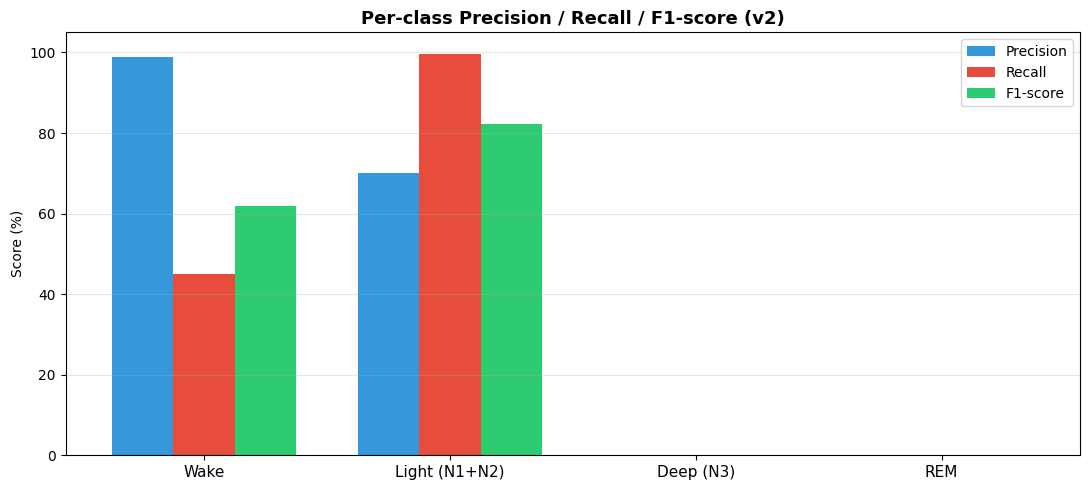 Per-class Precision / Recall / F1-score (v2)
Precision
Recall
F1-score
Score (%)
100
80
60
40
20
0
Wake
Light (N1+N2)
Deep (N3)
REM